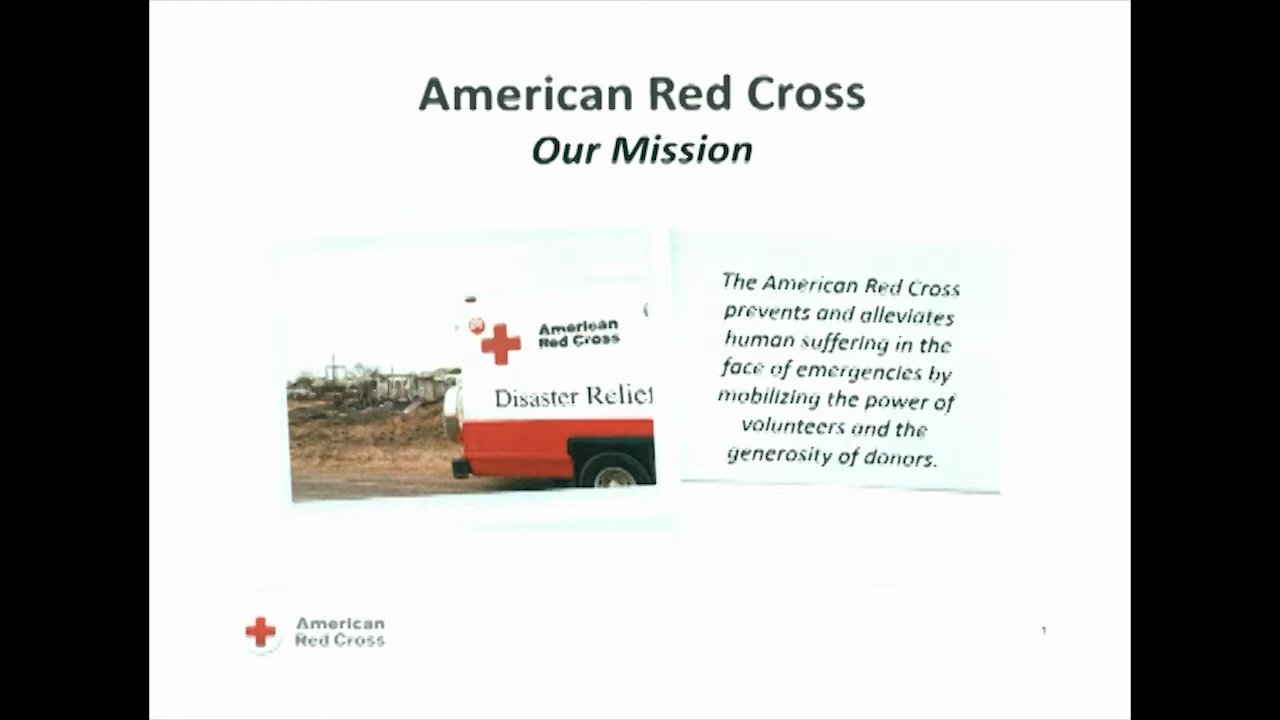 American Red Cross
Our Mission
American
Red Cross
Disaster Relief
The American Red Cross
prevents and alleviates
human suffering in the
face of emergencies by
mobilizing the power of
volunteers and the
generosity of donors.
American
Red Cross
1